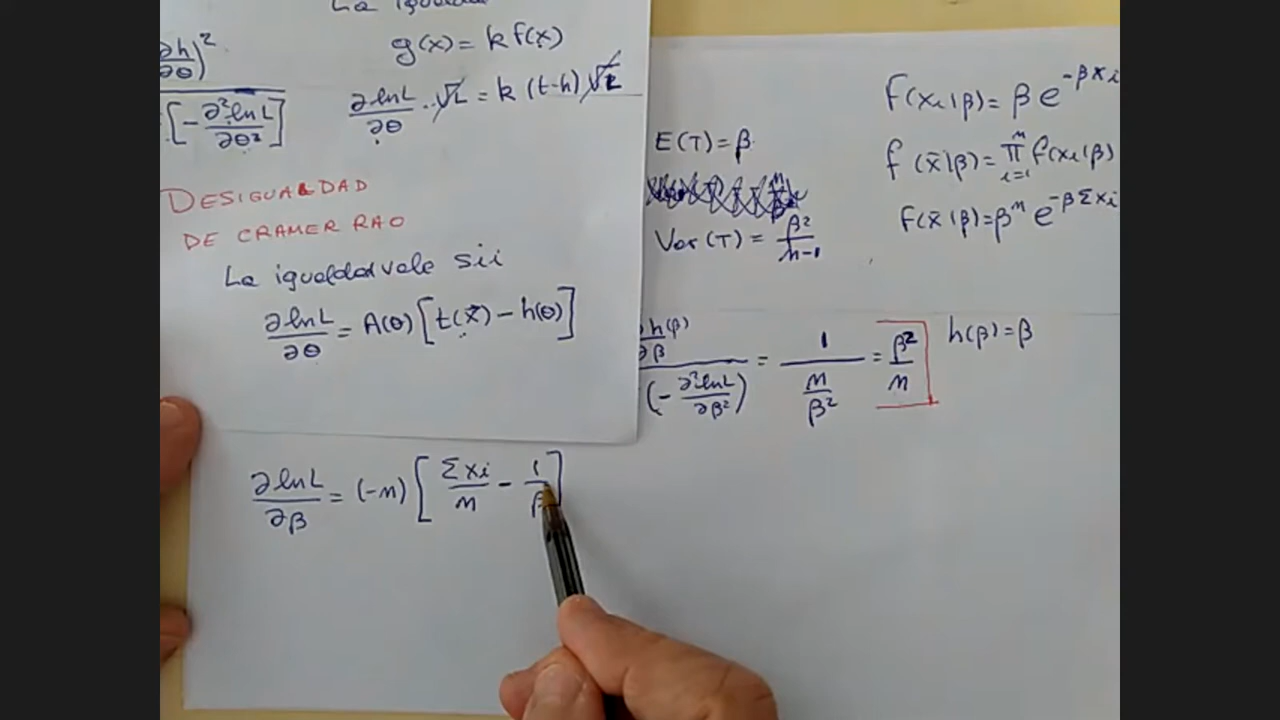 La igualdad
∂h/∂θ)²
[-∂²lnL/∂θ²]
g(x) = k f(x)
∂lnL/∂θ · √L = k (t-h) √L
DESIGUALDAD
DE CRAMER RAO
La igualdad vale sii
∂lnL/∂θ = A(θ) [t(x⃗) - h(θ)]
E(T) = β
Var(T) = β²/n-1
f(xi|β) = β e^-βxi
f(x̄|β) = ∏ i=1 n f(xi|β)
f(x̄|β) = βⁿ e^-βΣxi
∂h(β)/∂β / (-∂²lnL/∂β²) = 1/(n/β²) = β²/n
h(β) = β
∂lnL/∂β = (-n) [Σxi/n - 1/β]